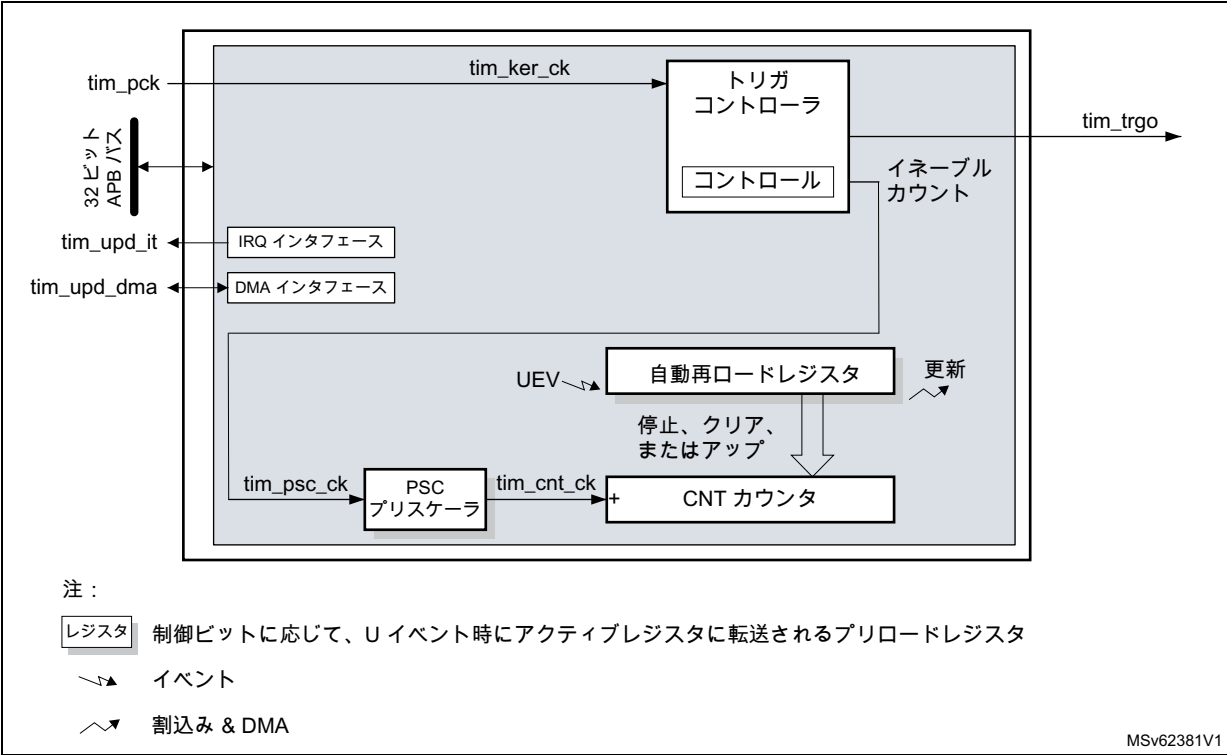 tim_pck
tim_ker_ck
トリガ
コントローラ
コントロール
tim_trgo
イネーブル
カウント
32 ビット
APB バス
tim_upd_it
IRQ インタフェース
tim_upd_dma
DMA インタフェース
UEV
自動再ロードレジスタ
更新
停止、クリア、
またはアップ
tim_psc_ck
PSC
プリスケーラ
tim_cnt_ck
+
CNT カウンタ
注：
レジスタ 制御ビットに応じて、U イベント時にアクティブレジスタに転送されるプリロードレジスタ
イベント
割込み & DMA
MSv62381V1